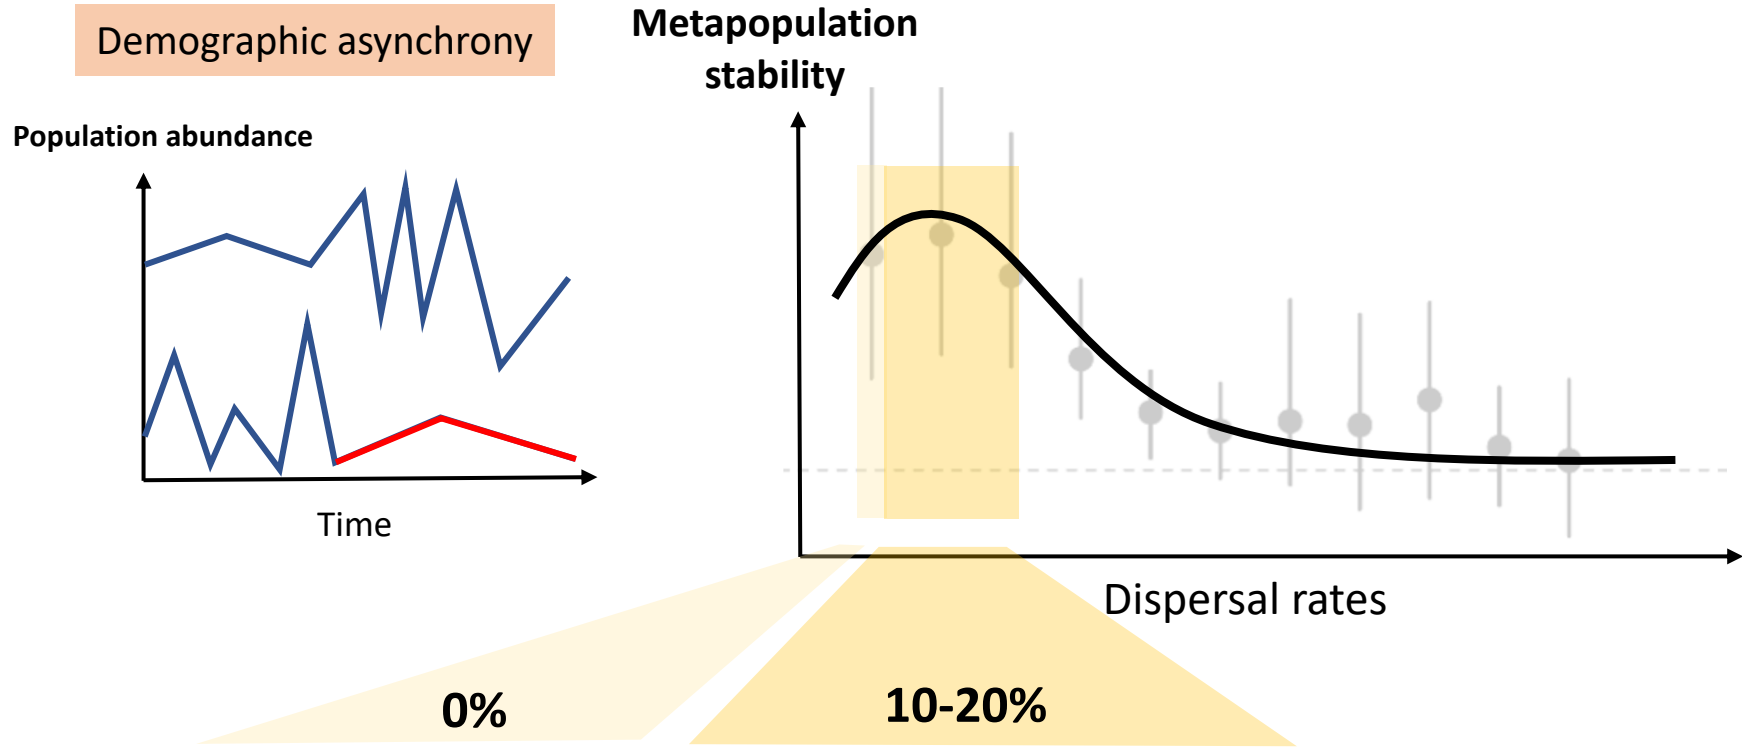 Demographic asynchrony
Population abundance
Time
Metapopulation
stability
Dispersal rates
0%
10-20%